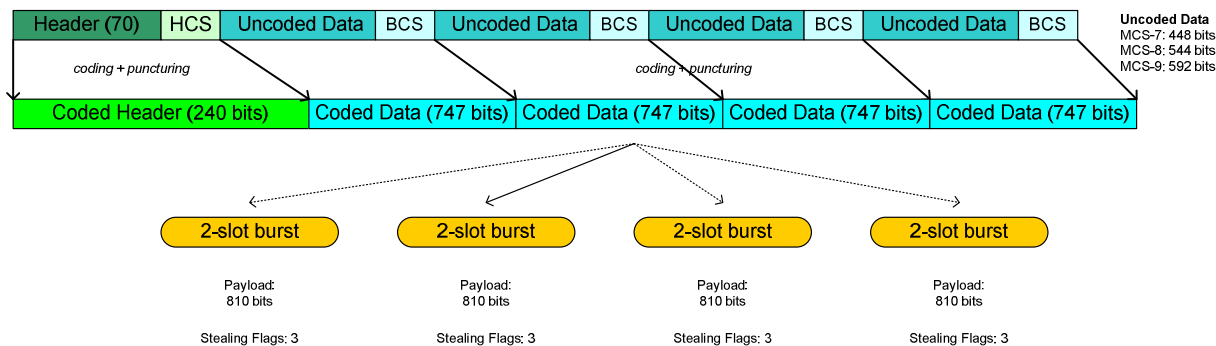 Header (70) HCS Uncoded Data BCS Uncoded Data BCS Uncoded Data BCS Uncoded Data BCS
Uncoded Data
MCS-7: 448 bits
MCS-8: 544 bits
MCS-9: 592 bits
coding + puncturing coding + puncturing
Coded Header (240 bits) Coded Data (747 bits) Coded Data (747 bits) Coded Data (747 bits) Coded Data (747 bits)
2-slot burst 2-slot burst 2-slot burst 2-slot burst
Payload: Payload: Payload: Payload:
810 bits 810 bits 810 bits 810 bits
Stealing Flags: 3 Stealing Flags: 3 Stealing Flags: 3 Stealing Flags: 3